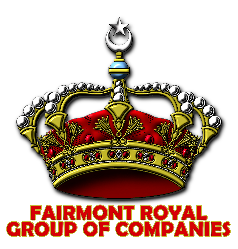 FAIRMONT ROYAL
GROUP OF COMPANIES